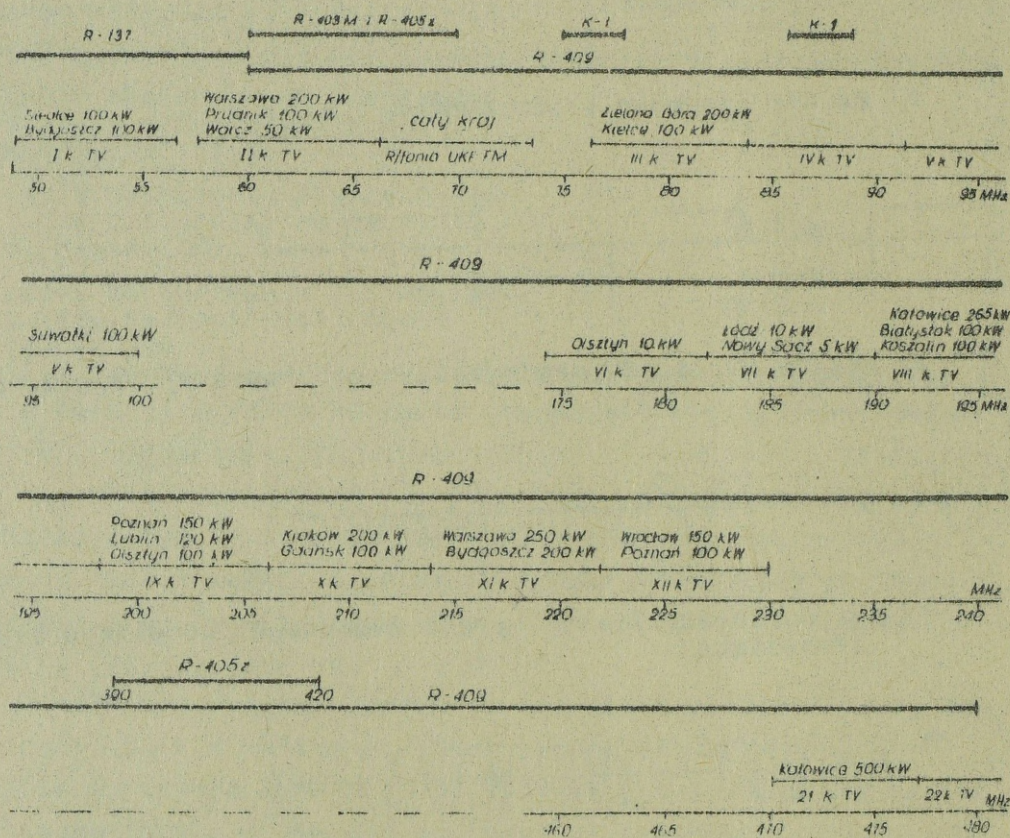 R-403 M i R-405z K-1 K-1
R-137
R-409
Siedlce 100 kW
Bydgoszcz 100 kW
Warszawa 200 kW
Prudnik 100 kW
Wałcz 50 kW
cały kraj
Zielona Góra 200 kW
Kielce 100 kW
I k TV II k TV R/fonia UKF FM III k TV IV k TV V k TV
50 55 60 65 70 75 80 85 90 95 MHz
R-409
Suwałki 100 kW
Olsztyn 10 kW
Łódź 10 kW
Nowy Sącz 5 kW
Katowice 265 kW
Białystok 100 kW
Koszalin 100 kW
V k TV VI k TV VII k TV VIII k TV
95 100 175 180 185 190 195 MHz
R-409
Poznań 150 kW
Lublin 120 kW
Olsztyn 100 kW
Kraków 200 kW
Gdańsk 100 kW
Warszawa 250 kW
Bydgoszcz 200 kW
Wrocław 150 kW
Poznań 100 kW
IX k TV X k TV XI k TV XII k TV MHz
195 200 205 210 215 220 225 230 235 240
R-405z
390 420 R-409
Katowice 500 kW
21 k TV 22 k TV MHz
460 465 470 475 480